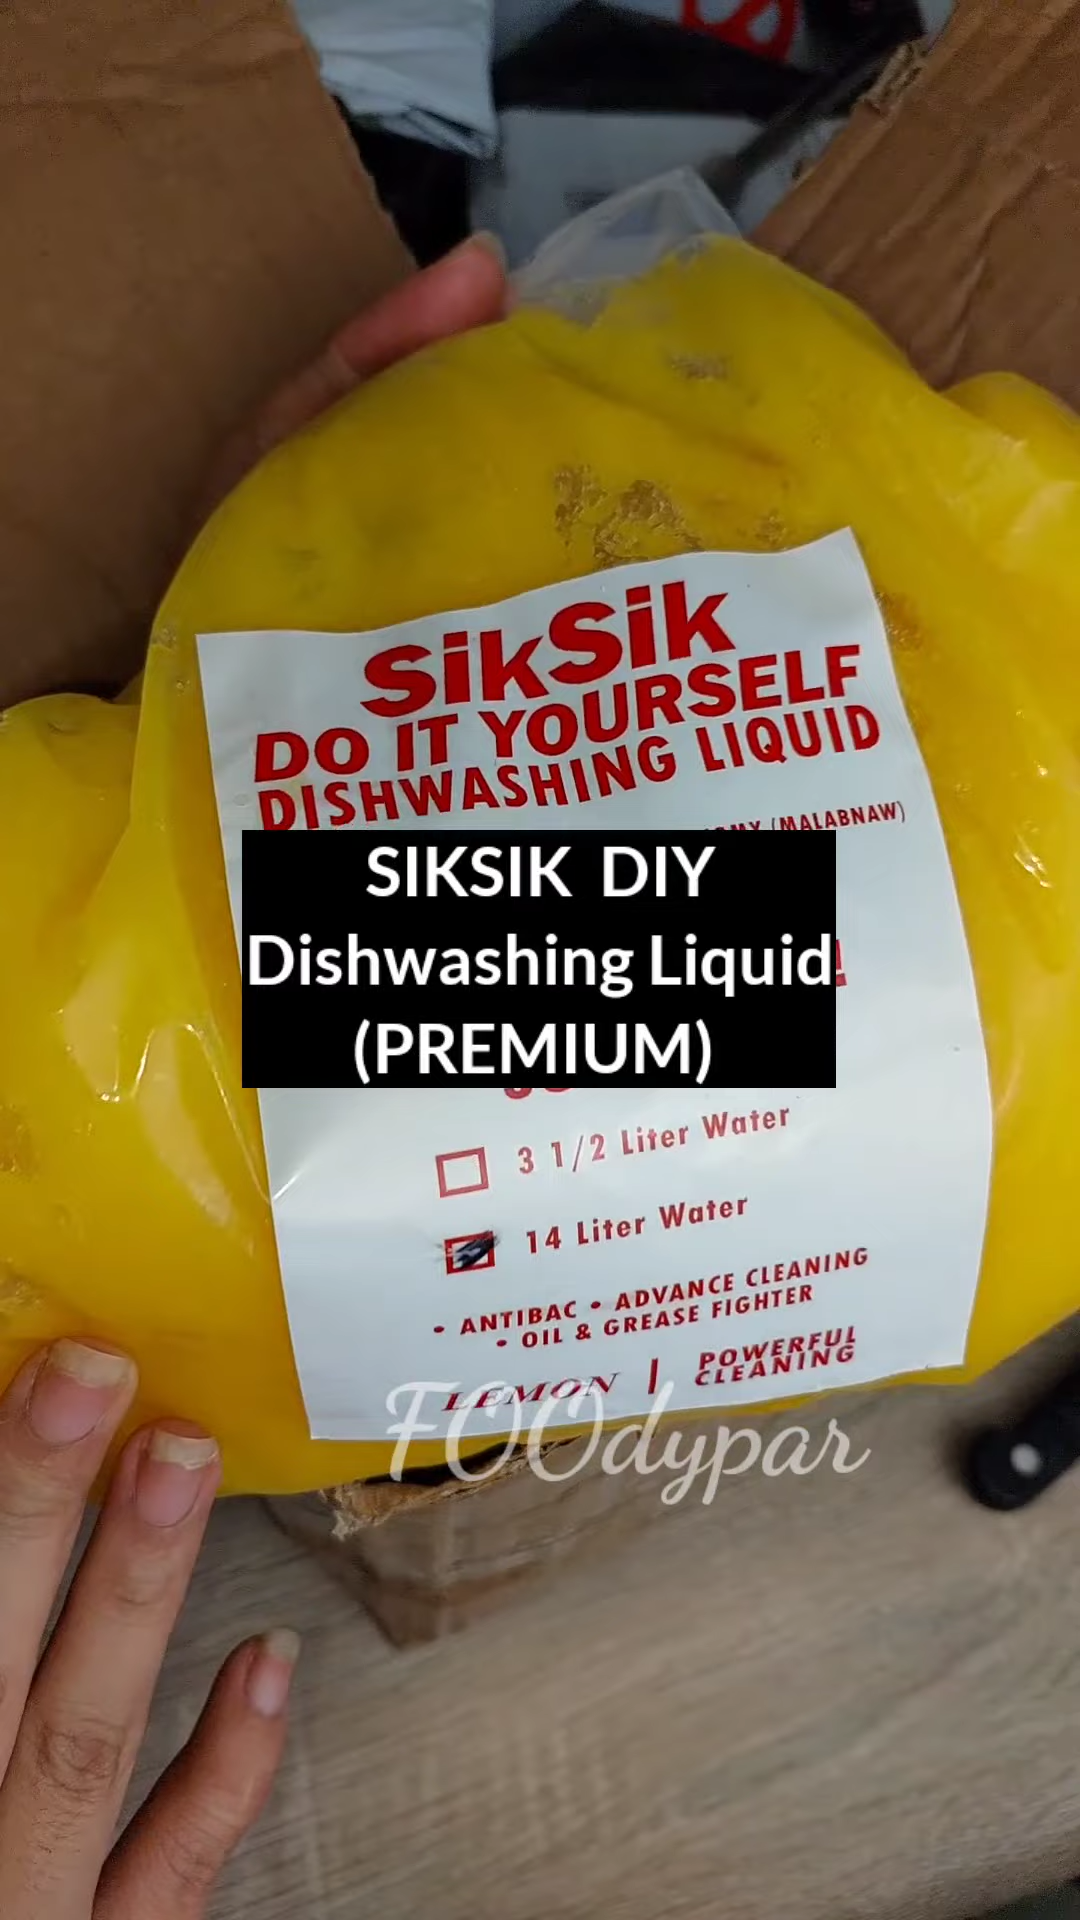 SikSik
DO IT YOURSELF
DISHWASHING LIQUID
(MALABNAW)
SIKSIK DIY
Dishwashing Liquid
(PREMIUM)
3 1/2 Liter Water
14 Liter Water
• ANTIBAC • ADVANCE CLEANING
• OIL & GREASE FIGHTER
LEMON | POWERFUL
CLEANING
FOOdypar